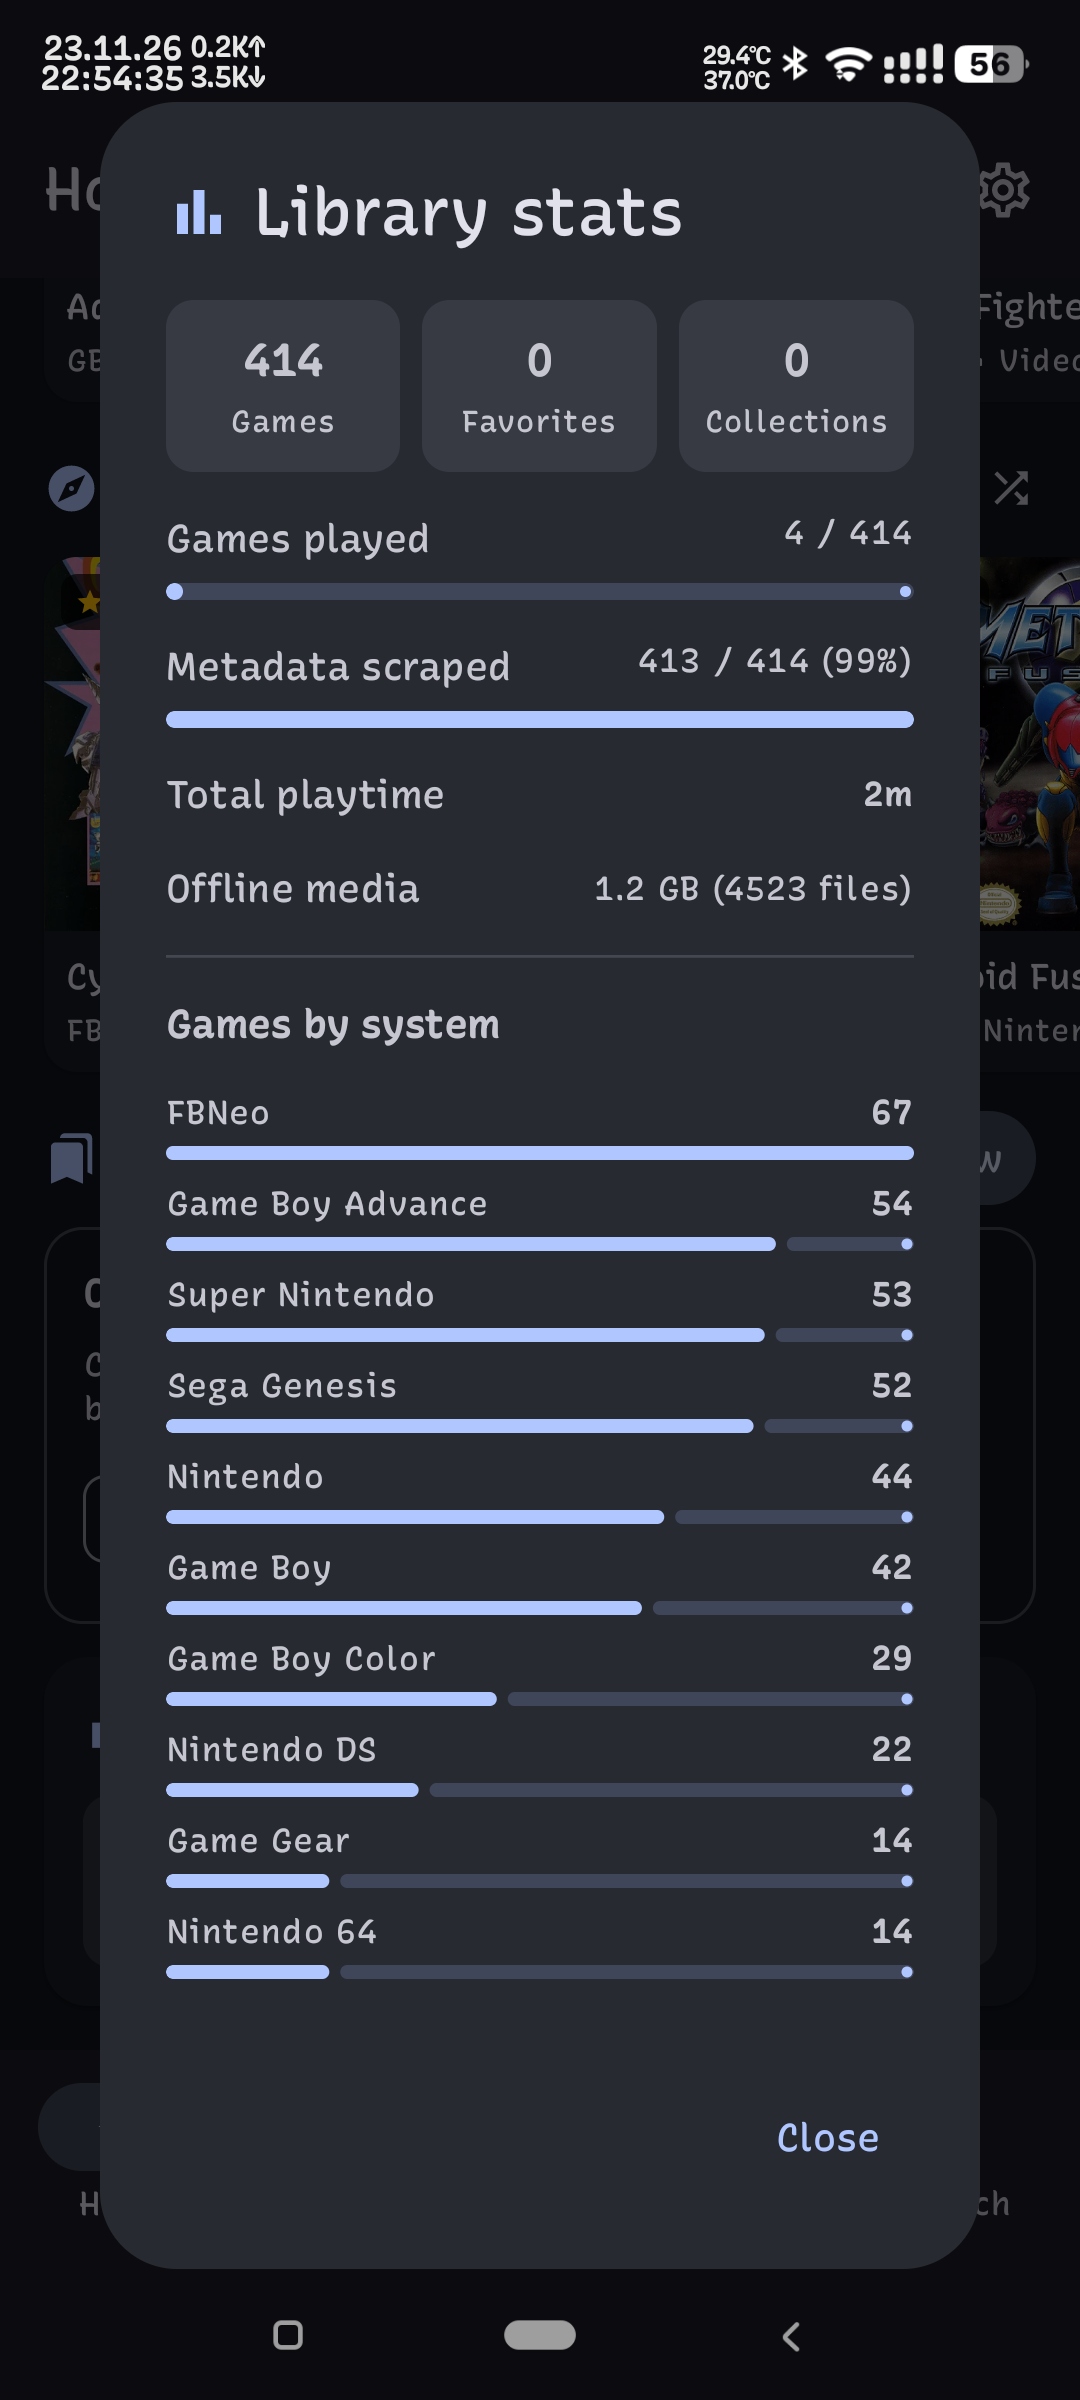 23.11.26 0.2K↑
22:54:35 3.5K↓
29.4°C
37.0°C
56
Library stats
414
Games
0
Favorites
0
Collections
Games played 4 / 414
Metadata scraped 413 / 414 (99%)
Total playtime 2m
Offline media 1.2 GB (4523 files)
Games by system
FBNeo 67
Game Boy Advance 54
Super Nintendo 53
Sega Genesis 52
Nintendo 44
Game Boy 42
Game Boy Color 29
Nintendo DS 22
Game Gear 14
Nintendo 64 14
Close